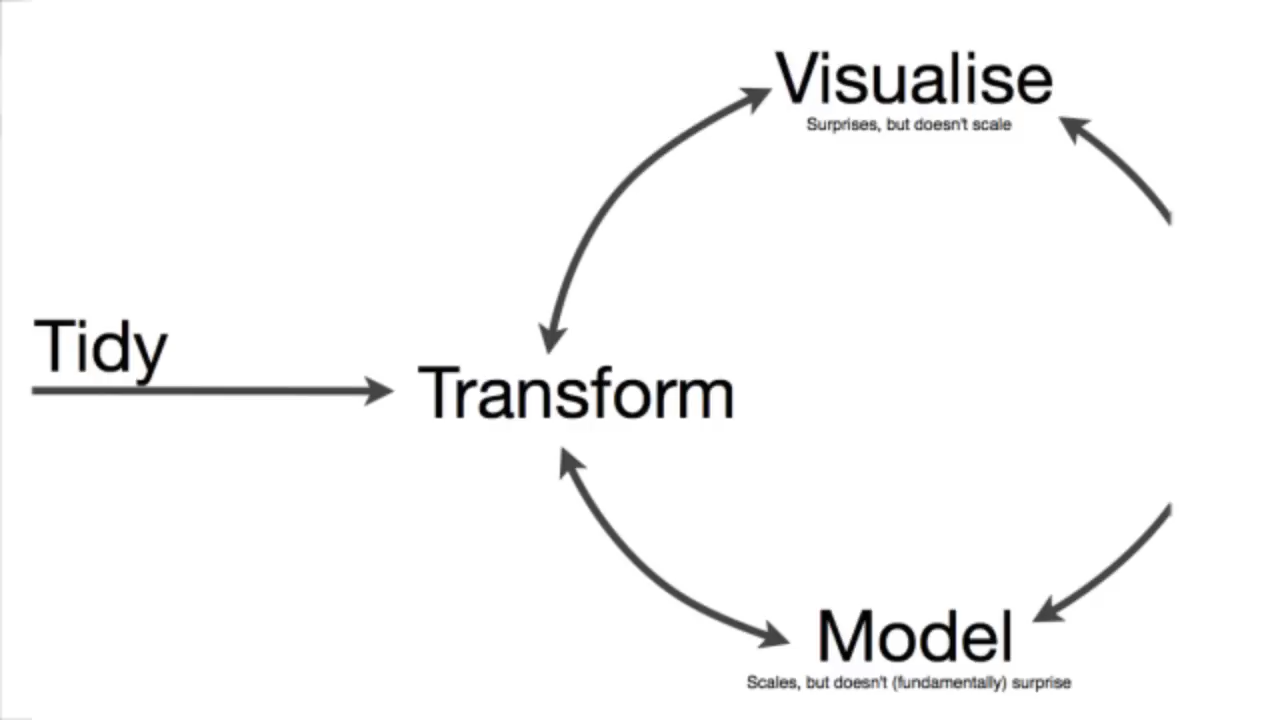 Visualise
Surprises, but doesn't scale
Tidy
Transform
Model
Scales, but doesn't (fundamentally) surprise